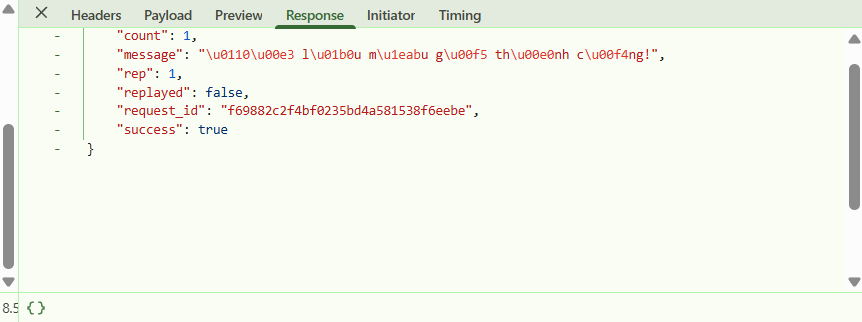 Headers Payload Preview Response Initiator Timing
- "count": 1,
- "message": "\u0110\u00e3 l\u01b0u m\u1eabu g\u00f5 th\u00e0nh c\u00f4ng!",
- "rep": 1,
- "replayed": false,
- "request_id": "f69882c2f4bf0235bd4a581538f6eebe",
- "success": true
- }
8.5 {}